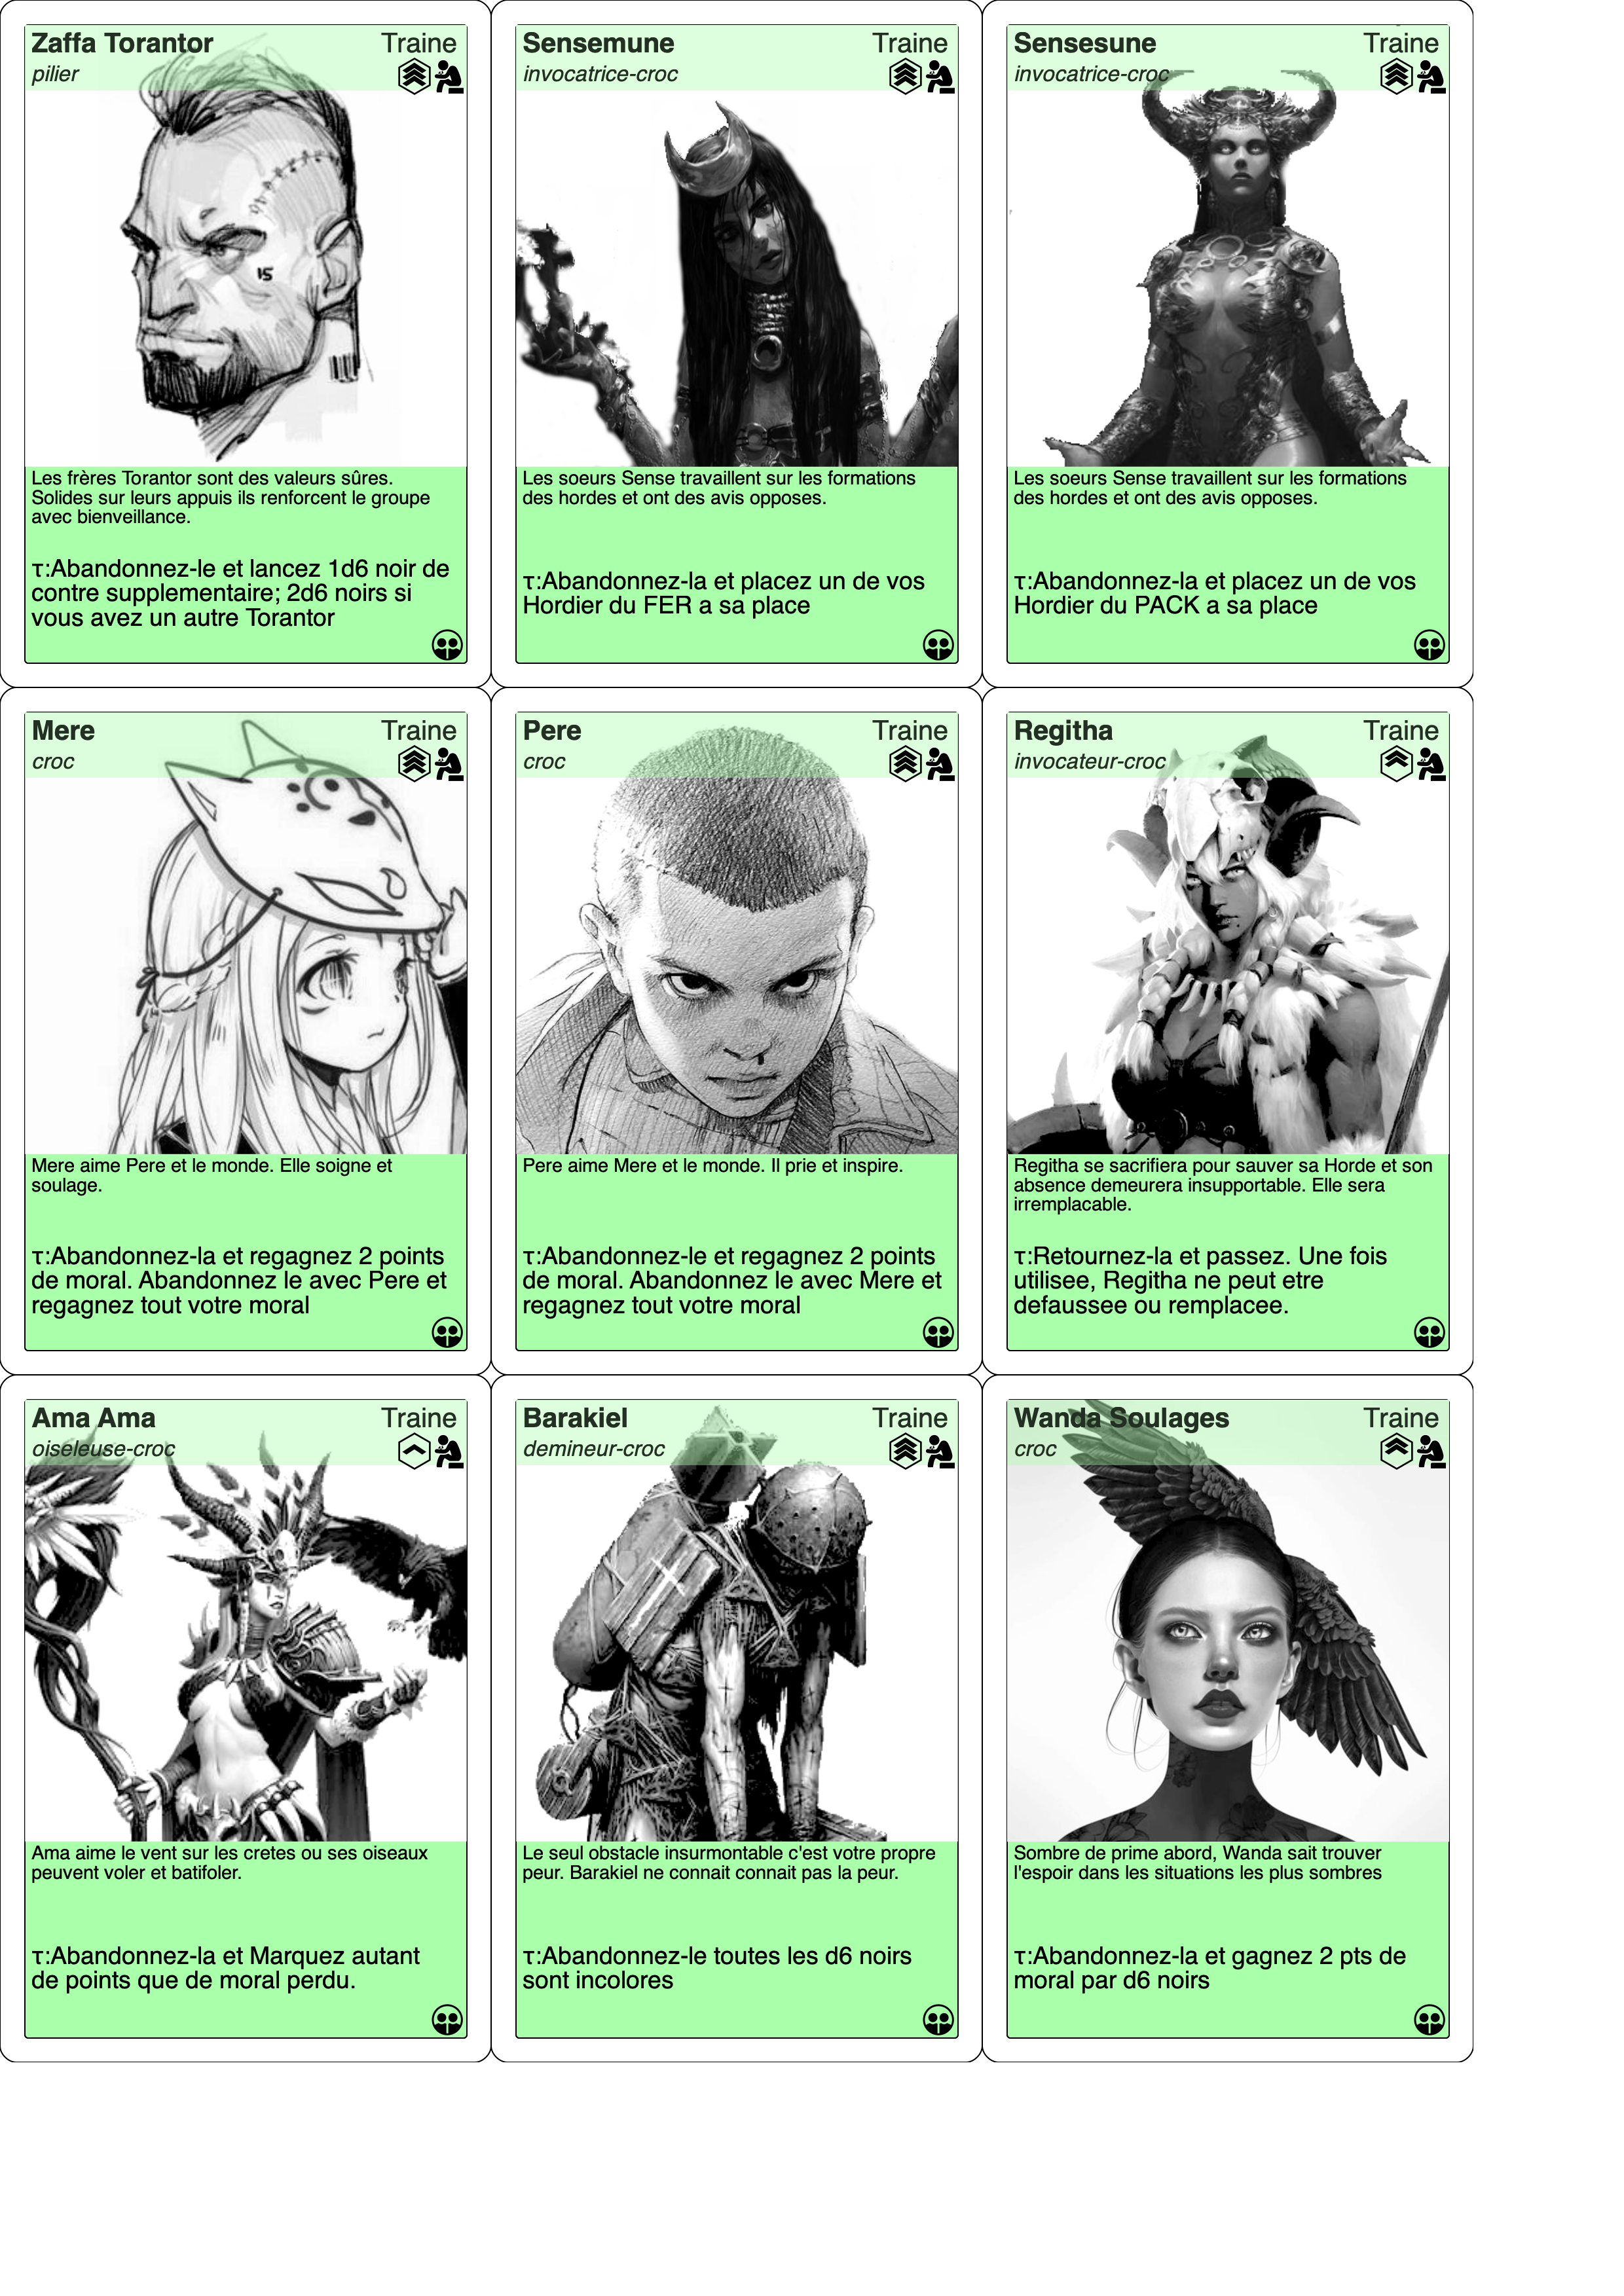 Zaffa Torantor
Traine
pilier
15
Les frères Torantor sont des valeurs sûres.
Solides sur leurs appuis ils renforcent le groupe
avec bienveillance.
τ:Abandonnez-le et lancez 1d6 noir de
contre supplementaire; 2d6 noirs si
vous avez un autre Torantor
Sensemune
Traine
invocatrice-croc
Les soeurs Sense travaillent sur les formations
des hordes et ont des avis opposes.
τ:Abandonnez-la et placez un de vos
Hordier du FER a sa place
Sensesune
Traine
invocatrice-croc
Les soeurs Sense travaillent sur les formations
des hordes et ont des avis opposes.
τ:Abandonnez-la et placez un de vos
Hordier du PACK a sa place
Mere
Traine
croc
Mere aime Pere et le monde. Elle soigne et
soulage.
τ:Abandonnez-la et regagnez 2 points
de moral. Abandonnez le avec Pere et
regagnez tout votre moral
Pere
Traine
croc
Pere aime Mere et le monde. Il prie et inspire.
τ:Abandonnez-le et regagnez 2 points
de moral. Abandonnez le avec Mere et
regagnez tout votre moral
Regitha
Traine
invocateur-croc
Regitha se sacrifiera pour sauver sa Horde et son
absence demeurera insupportable. Elle sera
irremplacable.
τ:Retournez-la et passez. Une fois
utilisee, Regitha ne peut etre
defaussee ou remplacee.
Ama Ama
Traine
oiseleuse-croc
Ama aime le vent sur les cretes ou ses oiseaux
peuvent voler et batifoler.
τ:Abandonnez-la et Marquez autant
de points que de moral perdu.
Barakiel
Traine
demineur-croc
Le seul obstacle insurmontable c'est votre propre
peur. Barakiel ne connait connait pas la peur.
τ:Abandonnez-le toutes les d6 noirs
sont incolores
Wanda Soulages
Traine
croc
Sombre de prime abord, Wanda sait trouver
l'espoir dans les situations les plus sombres
τ:Abandonnez-la et gagnez 2 pts de
moral par d6 noirs